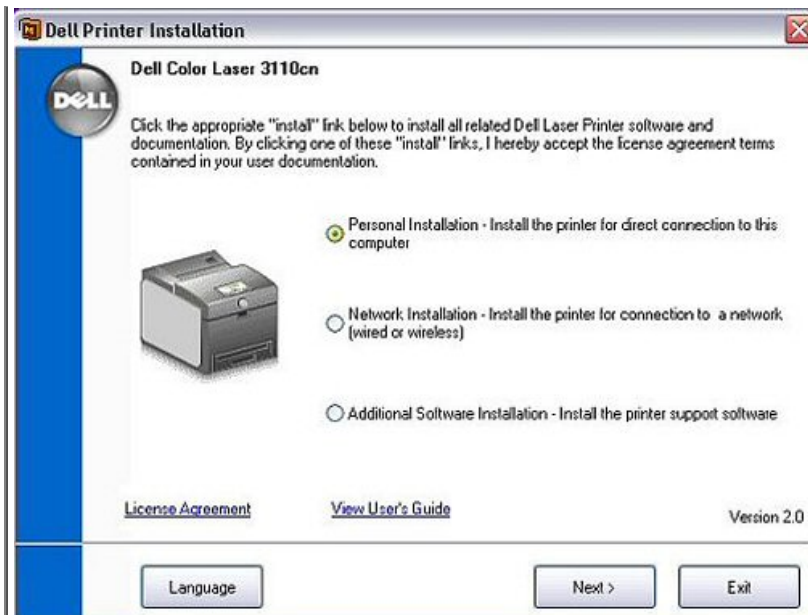 Dell Printer Installation
Dell Color Laser 3110cn
DELL
Click the appropriate "install" link below to install all related Dell Laser Printer software and
documentation. By clicking one of these "install" links, I hereby accept the license agreement terms
contained in your user documentation.
Personal Installation - Install the printer for direct connection to this
computer
Network Installation - Install the printer for connection to a network
(wired or wireless)
Additional Software Installation - Install the printer support software
License Agreement
View User's Guide
Version 2.0
Language
Next >
Exit